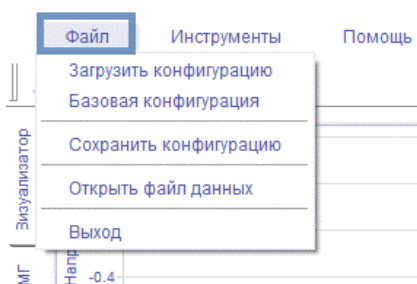 Файл Инструменты Помощь
Загрузить конфигурацию
Базовая конфигурация
Сохранить конфигурацию
Открыть файл данных
Выход
Визуализатор
-0.4